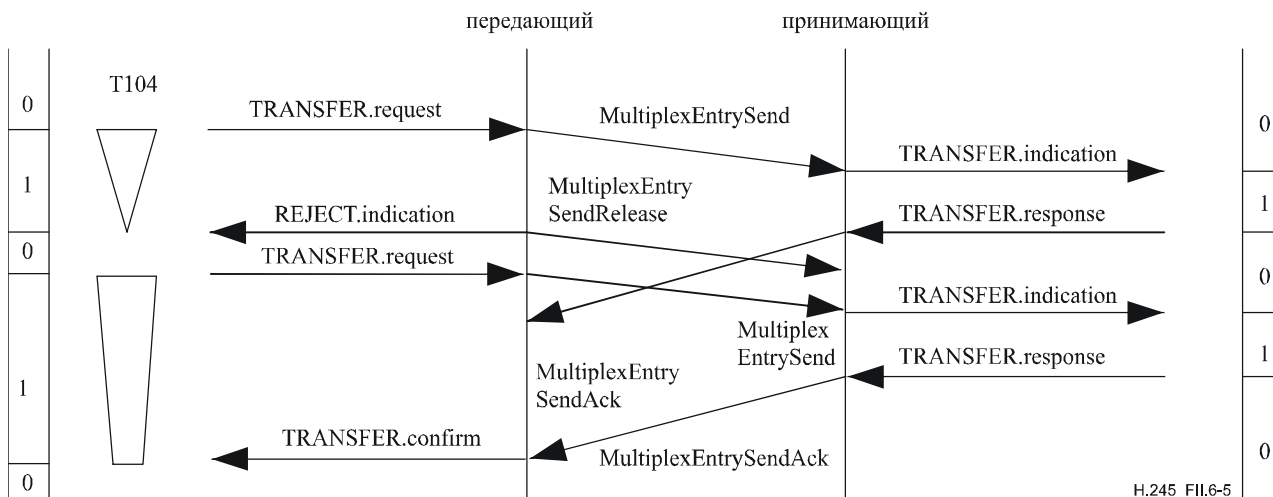 передающий
принимающий
T104
0
TRANSFER.request
MultiplexEntrySend
0
TRANSFER.indication
1
MultiplexEntry
SendRelease
REJECT.indication
TRANSFER.response
1
0
TRANSFER.request
0
TRANSFER.indication
Multiplex
EntrySend
TRANSFER.response
1
1
MultiplexEntry
SendAck
TRANSFER.confirm
MultiplexEntrySendAck
0
0
H.245_FII.6-5